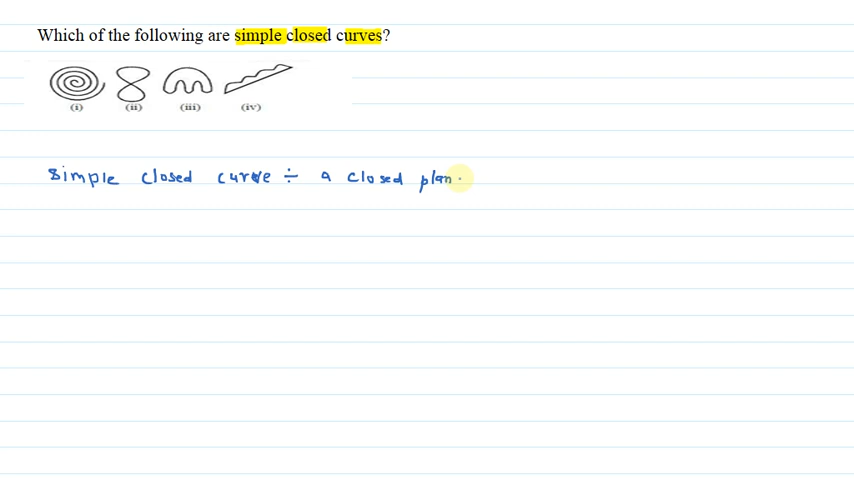 Which of the following are simple closed curves?
(i) (ii) (iii) (iv)
Simple closed curve ÷ a closed plan